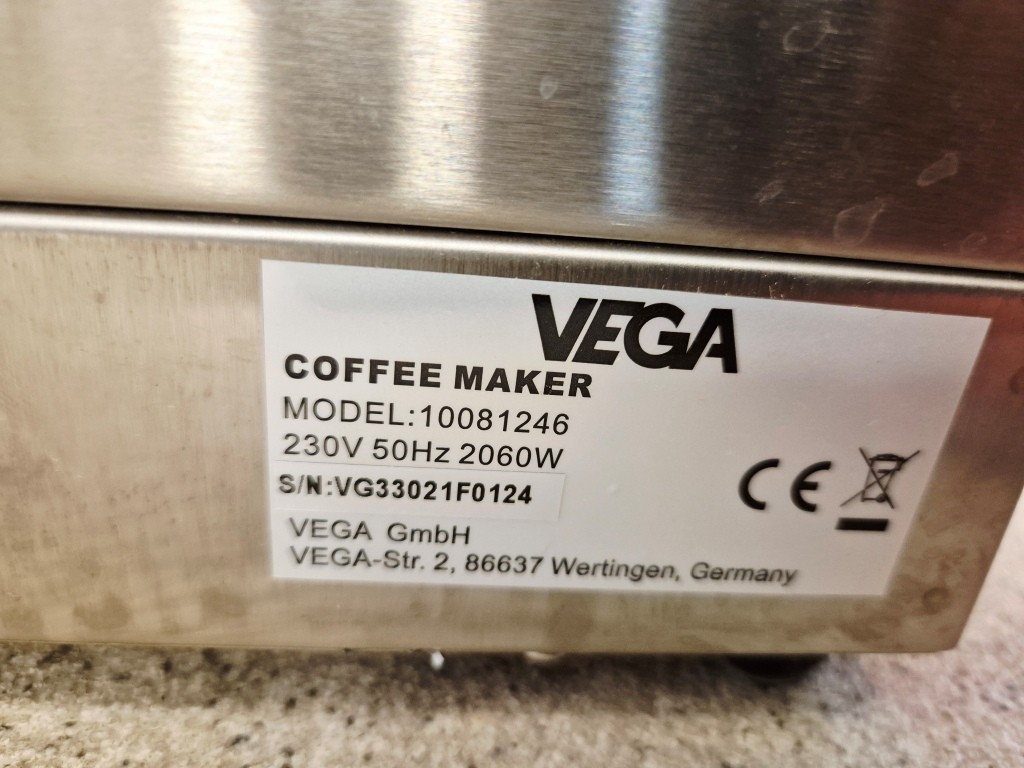 VEGA
COFFEE MAKER
MODEL:10081246
230V 50Hz 2060W
S/N:VG33021F0124
CE
VEGA GmbH
VEGA-Str. 2, 86637 Wertingen, Germany